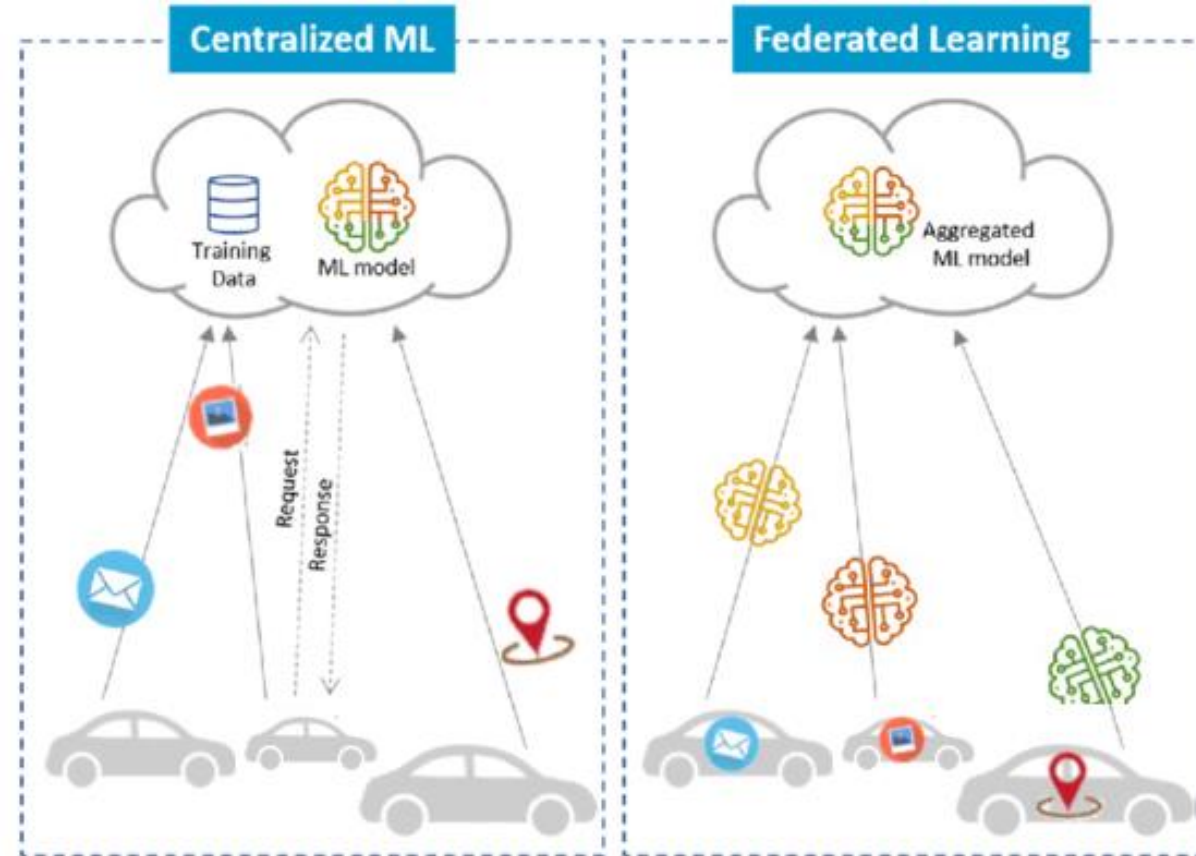 Centralized ML
Training
Data
ML model
Request
Response
Federated Learning
Aggregated
ML model